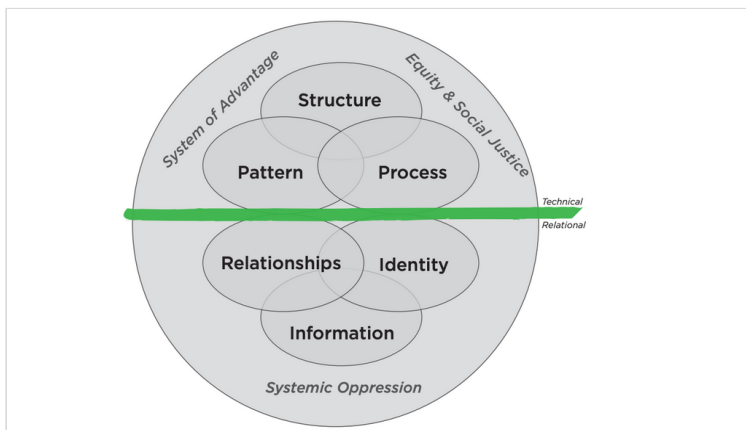 System of Advantage
Equity & Social Justice
Structure
Pattern
Process
Technical
Relational
Relationships
Identity
Information
Systemic Oppression